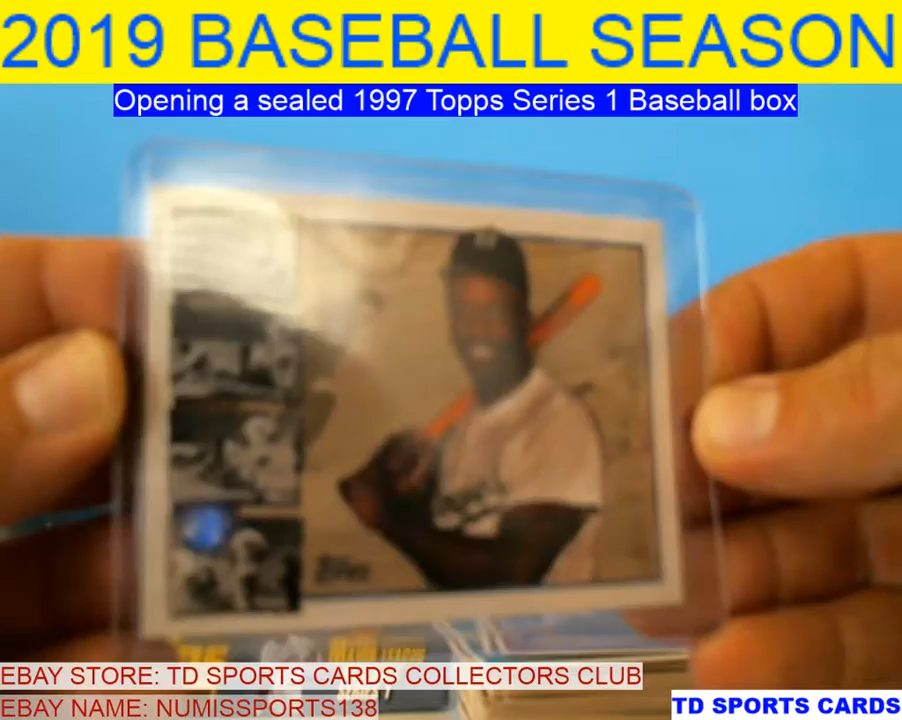 2019 BASEBALL SEASON
Opening a sealed 1997 Topps Series 1 Baseball box
EBAY STORE: TD SPORTS CARDS COLLECTORS CLUB
EBAY NAME: NUMISSPORTS138
TD SPORTS CARDS